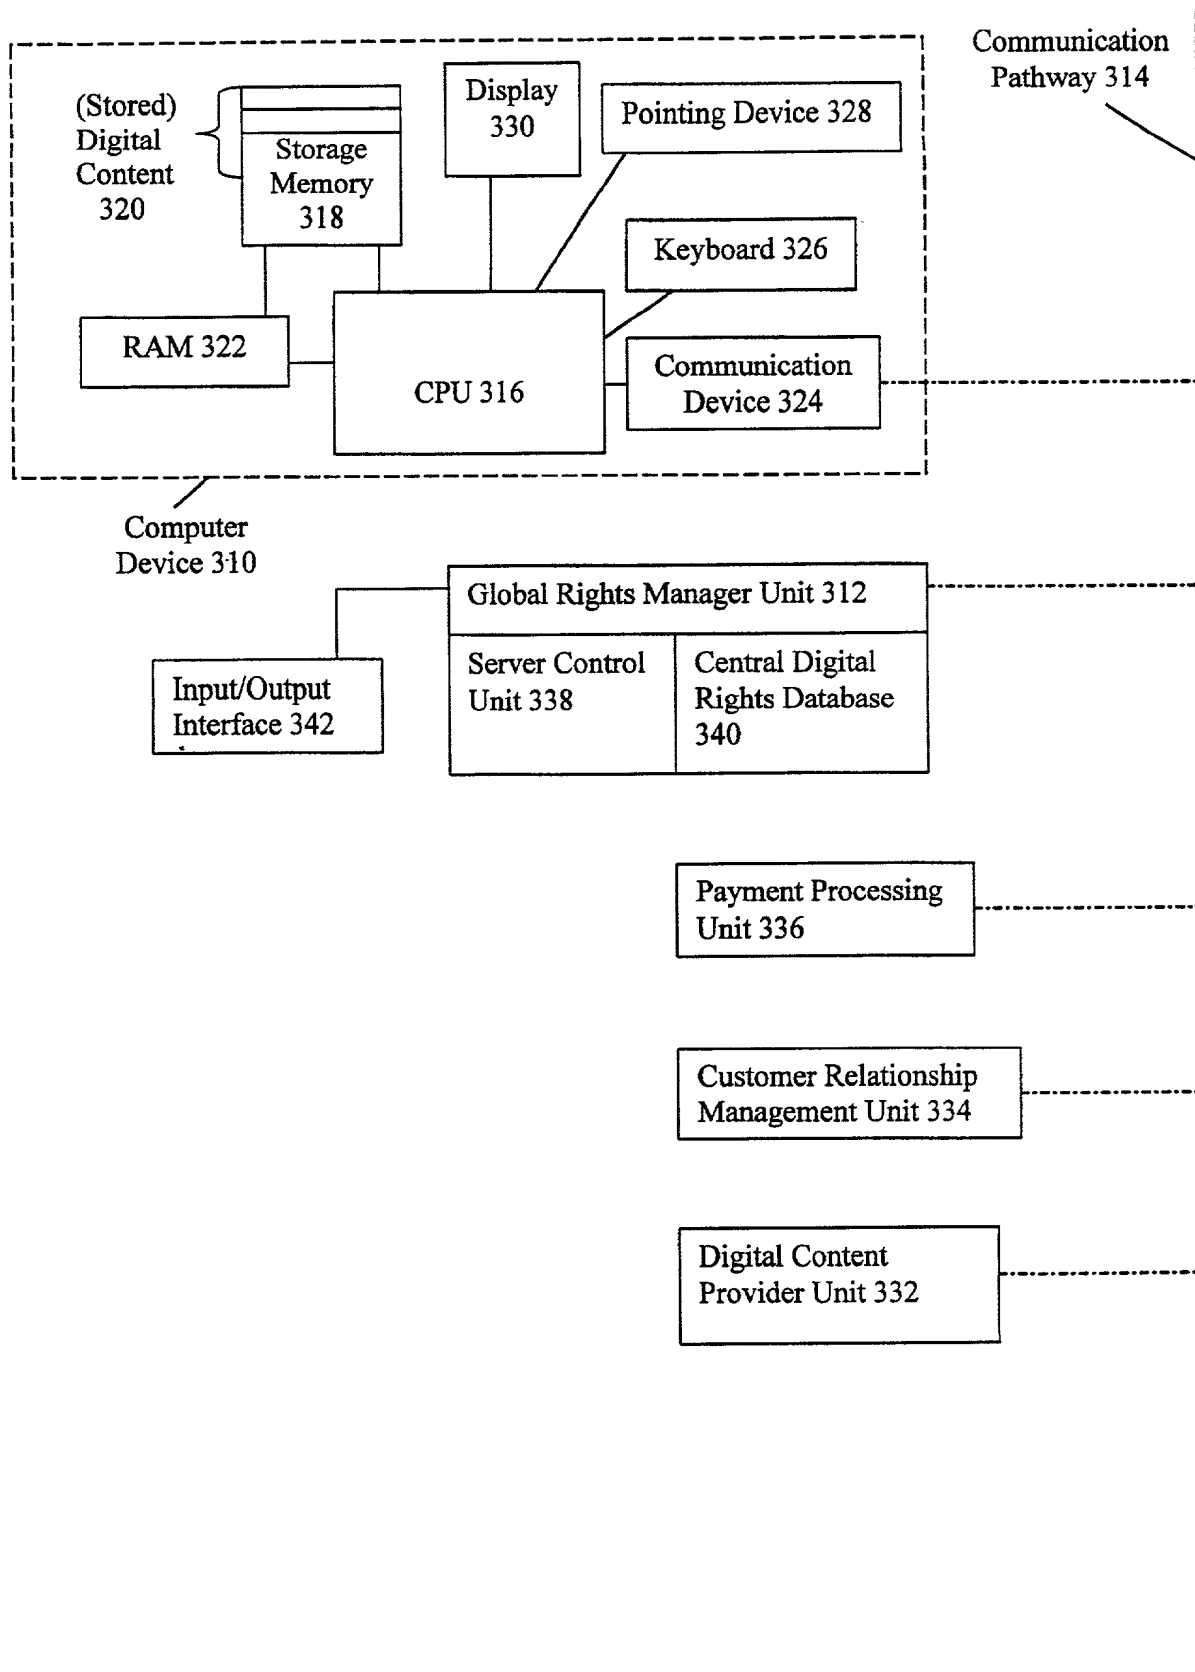 Communication
Pathway 314
(Stored)
Digital
Content
320
Storage
Memory
318
Display
330
Pointing Device 328
Keyboard 326
RAM 322
CPU 316
Communication
Device 324
Computer
Device 310
Global Rights Manager Unit 312
Server Control
Unit 338
Central Digital
Rights Database
340
Input/Output
Interface 342
Payment Processing
Unit 336
Customer Relationship
Management Unit 334
Digital Content
Provider Unit 332